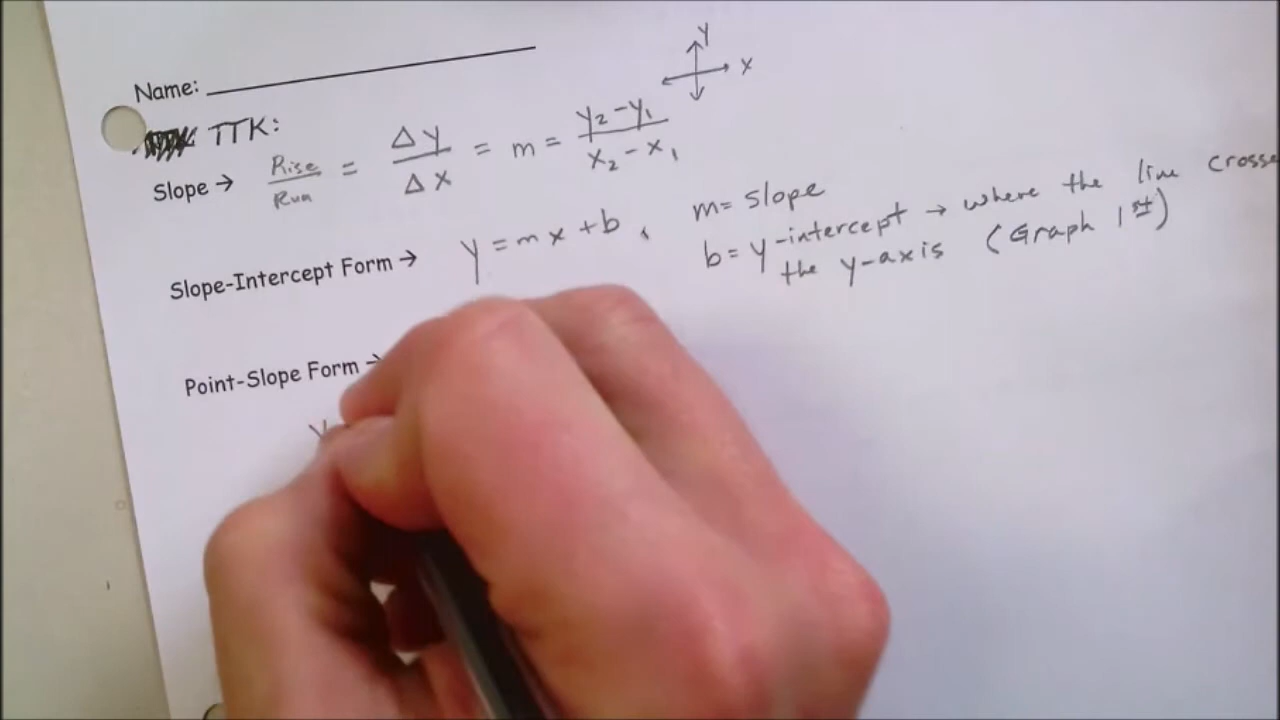 Name:
Y
X
TTK:
Slope → Rise/Run = ΔY/ΔX = m = (y₂-y₁)/(x₂-x₁)
Slope-Intercept Form → y = mx+b, m= slope
b= y-intercept → where the line
the y-axis (Graph 1st)
Point-Slope Form →
y